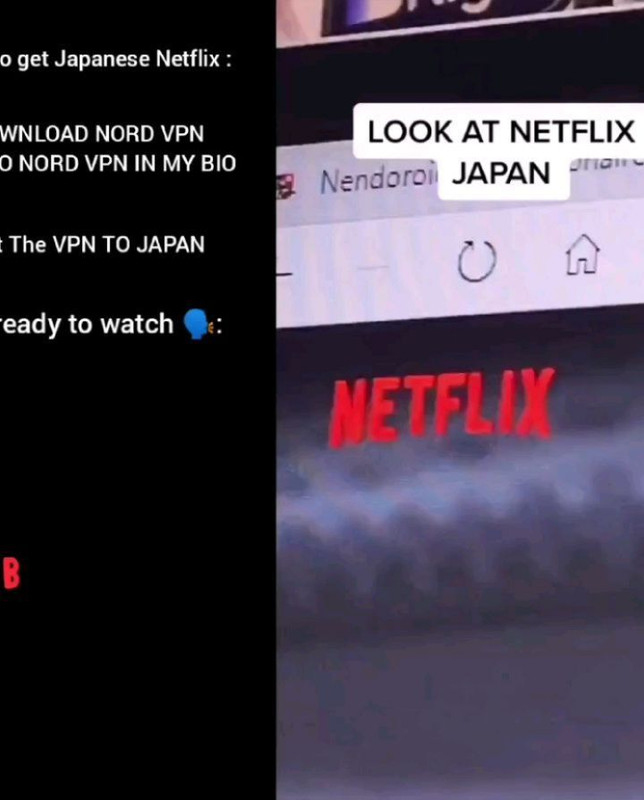 o get Japanese Netflix :
WNLOAD NORD VPN
O NORD VPN IN MY BIO
t The VPN TO JAPAN
ready to watch 🗣:
B
LOOK AT NETFLIX
JAPAN
Nendoroi
NETFLIX